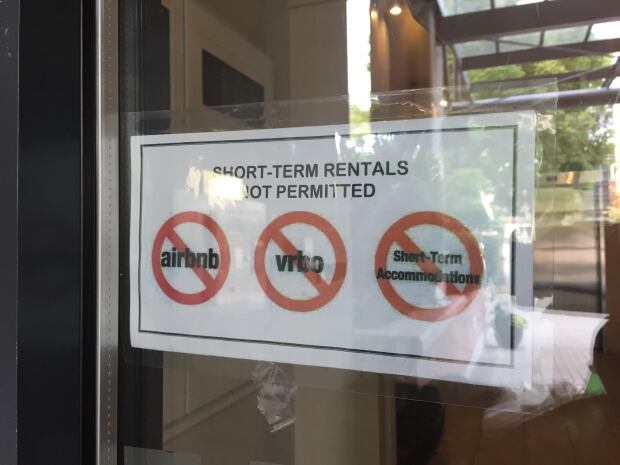 SHORT-TERM RENTALS
NOT PERMITTED
airbnb
vrbo
Short-Term
Accommodations